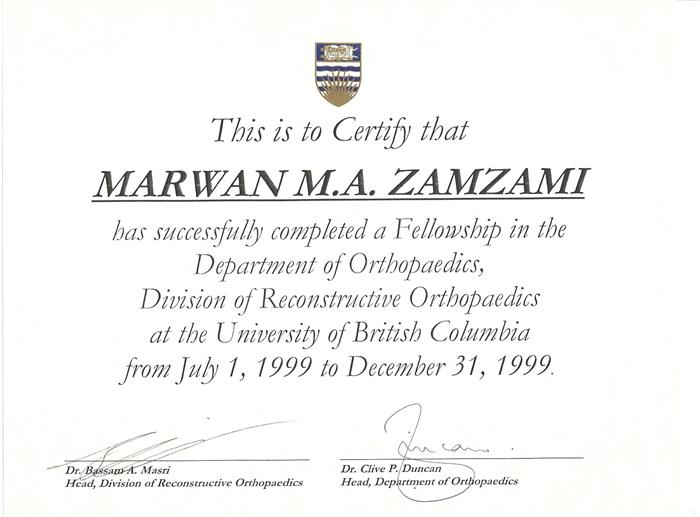 This is to Certify that
MARWAN M.A. ZAMZAMI
has successfully completed a Fellowship in the
Department of Orthopaedics,
Division of Reconstructive Orthopaedics
at the University of British Columbia
from July 1, 1999 to December 31, 1999.
Dr. Bassam A. Masri
Head, Division of Reconstructive Orthopaedics
Dr. Clive P. Duncan
Head, Department of Orthopaedics